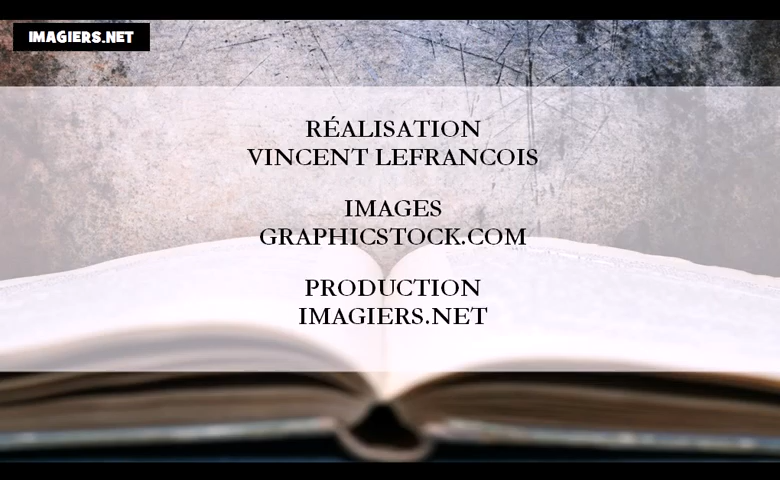 IMAGIERS.NET
RÉALISATION
VINCENT LEFRANCOIS
IMAGES
GRAPHICSTOCK.COM
PRODUCTION
IMAGIERS.NET